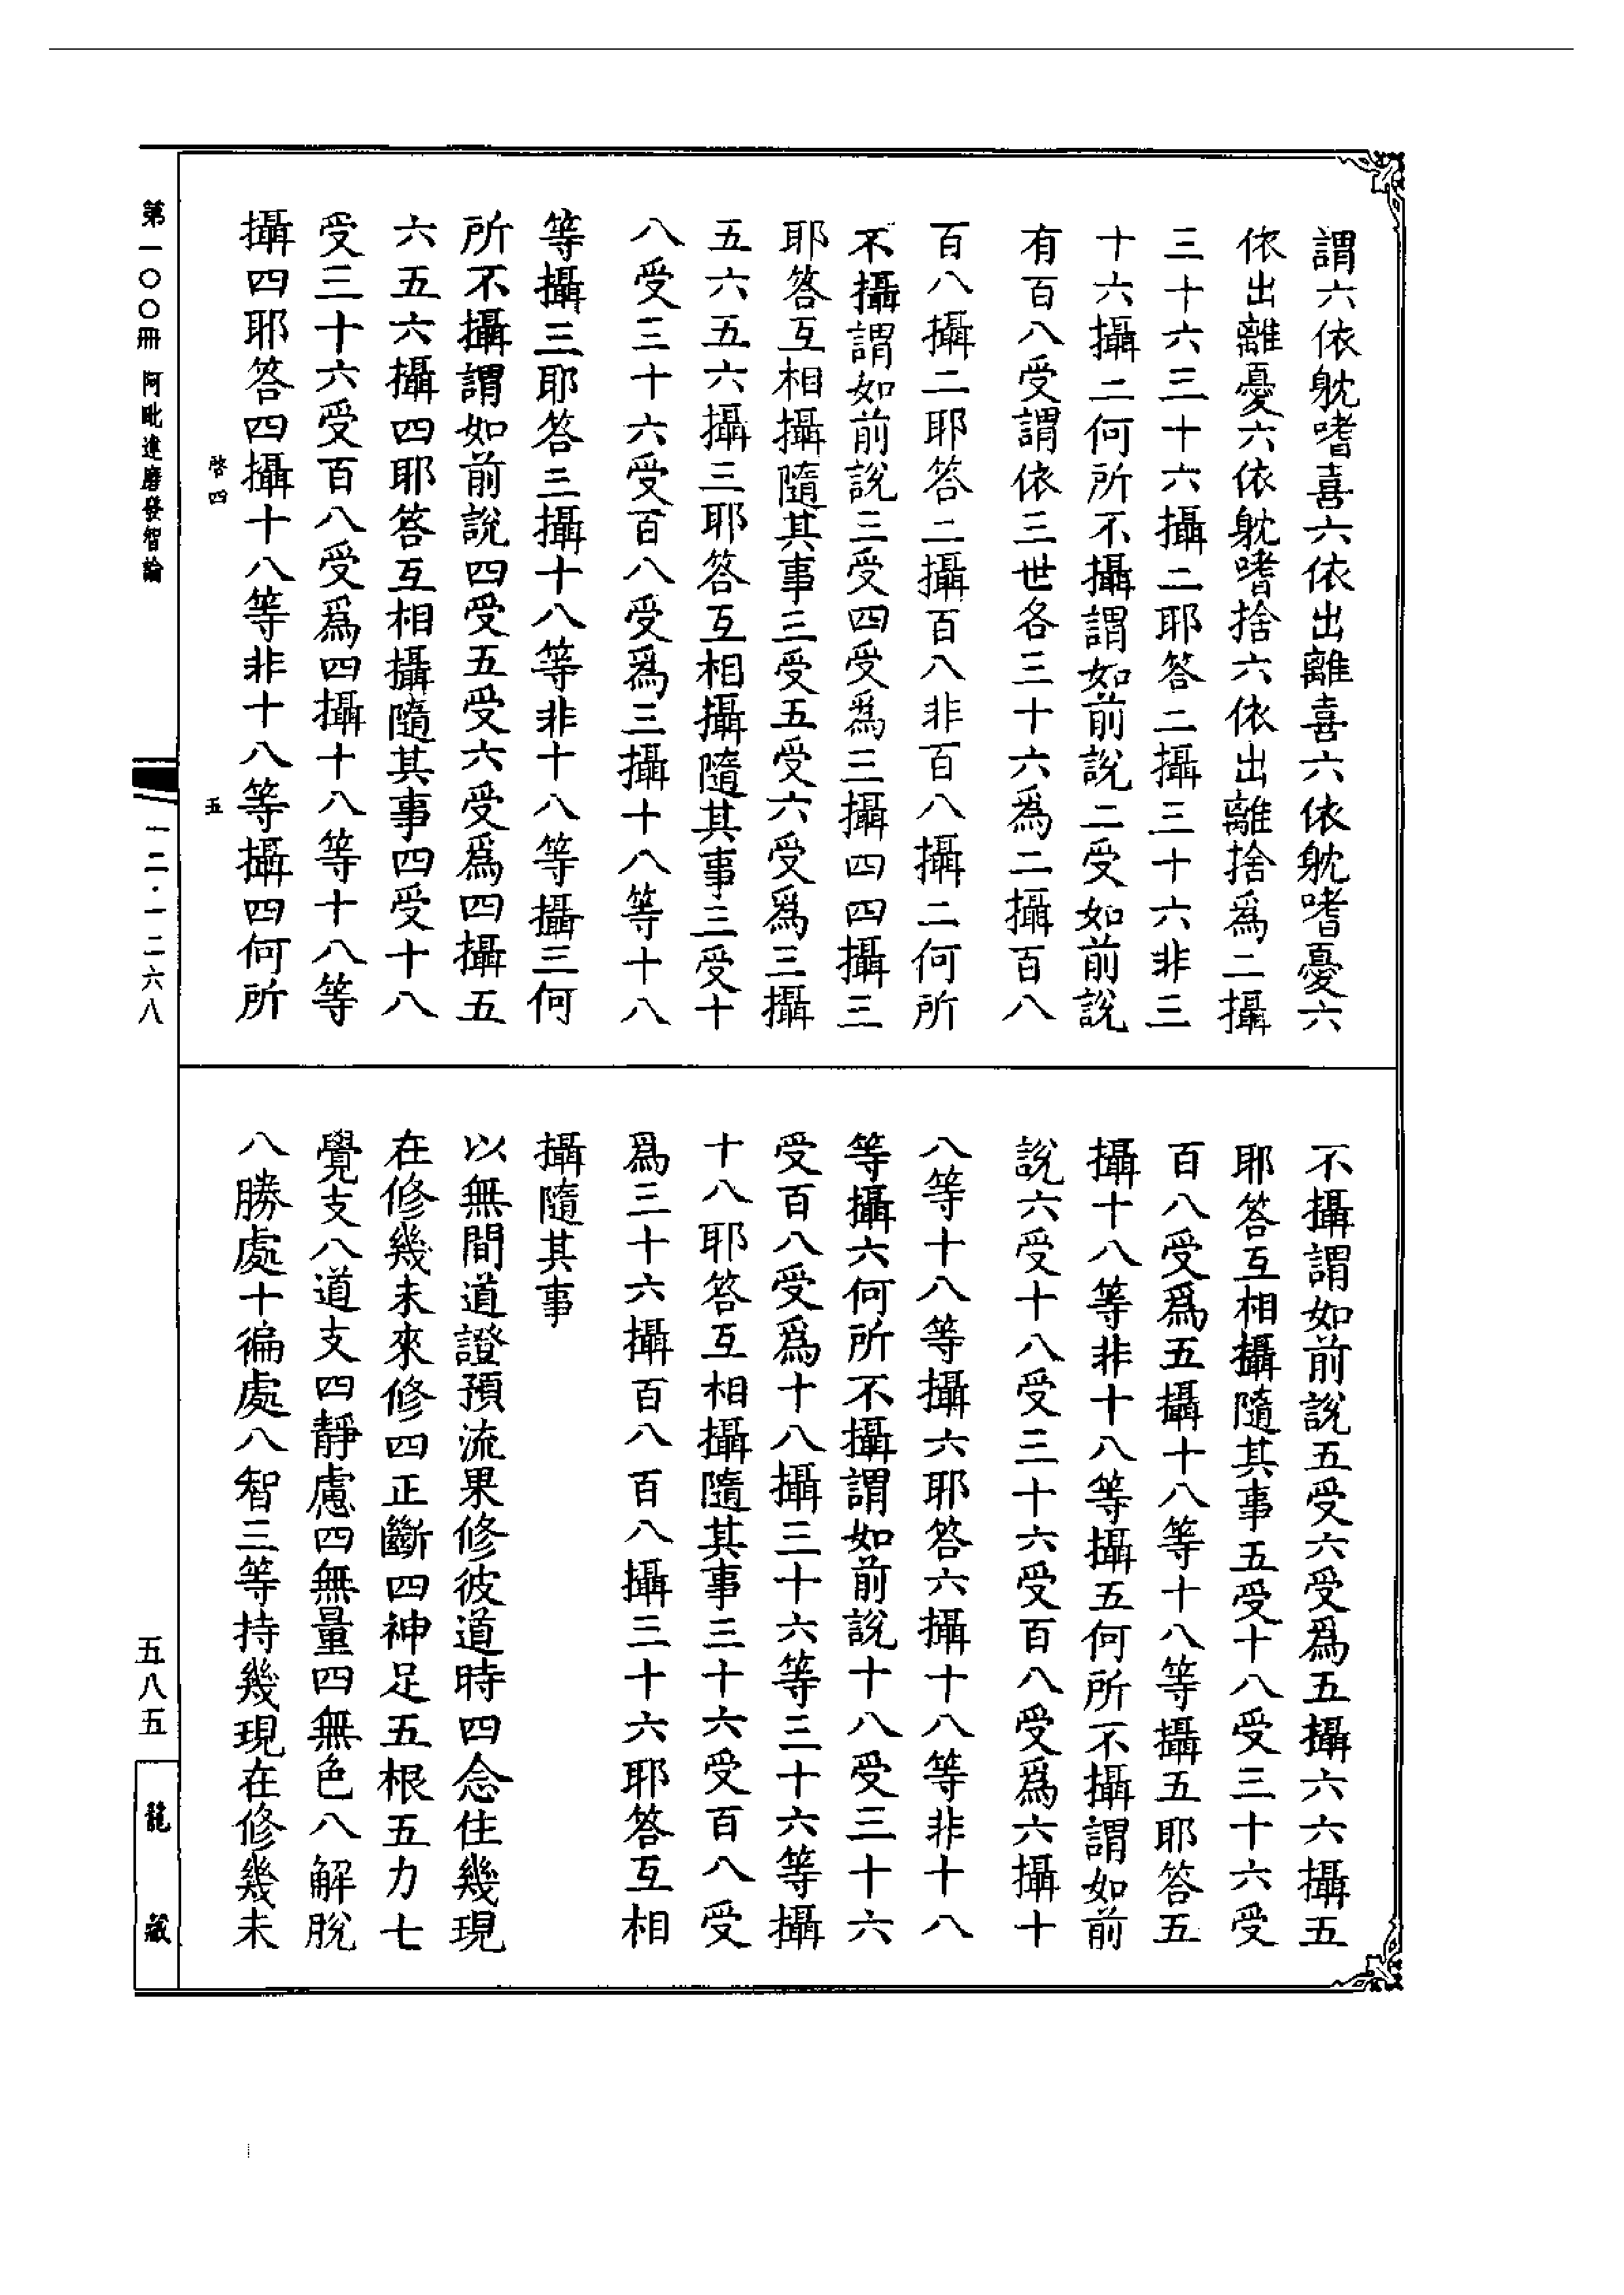 謂六依躭嗜喜六依出離喜六依躭嗜憂六
依出離憂六依躭嗜捨六依出離捨爲二攝
三十六三十六攝二耶答二攝三十六非三
十六攝二何所不攝謂如前說二受如前說
有百八受謂依三世各三十六爲二攝百八
百八攝二耶答二攝百八非百八攝二何所
不攝謂如前說三受四受爲三攝四四攝三
耶答互相攝隨其事三受五受六受爲三攝
五六五六攝三耶答互相攝隨其事三受十
八受三十六受百八受爲三攝十八等十八
等攝三耶答三攝十八等非十八等攝三何
所不攝謂如前說四受五受六受爲四攝五
六五六攝四耶答互相攝隨其事四受十八
受三十六受百八受爲四攝十八等十八等
攝四耶答四攝十八等非十八等攝四何所
啓四 五
不攝謂如前說五受六受爲五攝六六攝五
耶答互相攝隨其事五受十八受三十六受
百八受爲五攝十八等十八等攝五耶答五
攝十八等非十八等攝五何所不攝謂如前
說六受十八受三十六受百八受爲六攝十
八等十八等攝六耶答六攝十八等非十八
等攝六何所不攝謂如前說十八受三十六
受百八受爲十八攝三十六等三十六等攝
十八耶答互相攝隨其事三十六受百八受
爲三十六攝百八百八攝三十六耶答互相
攝隨其事
以無間道證預流果修彼道時四念住幾現
在修幾未來修四正斷四神足五根五力七
覺支八道支四靜慮四無量四無色八解脫
八勝處十徧處八智三等持幾現在修幾未
第一〇〇冊 阿毗達磨發智論
一二·一二六八
五八五
龍藏